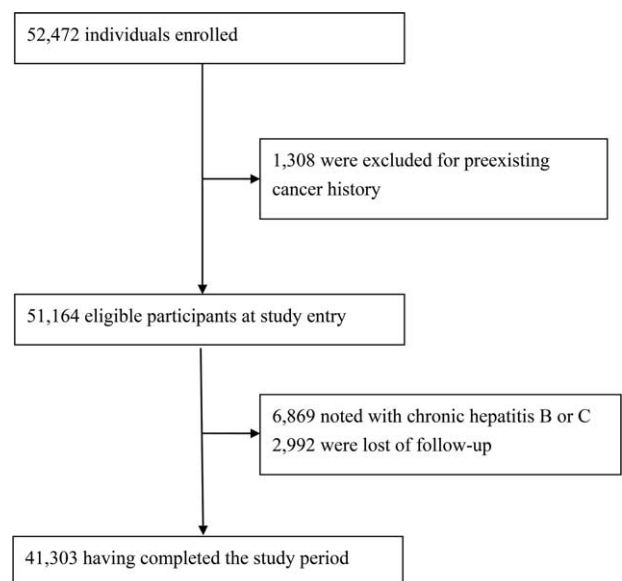 52,472 individuals enrolled
1,308 were excluded for preexisting
cancer history
51,164 eligible participants at study entry
6,869 noted with chronic hepatitis B or C
2,992 were lost of follow-up
41,303 having completed the study period